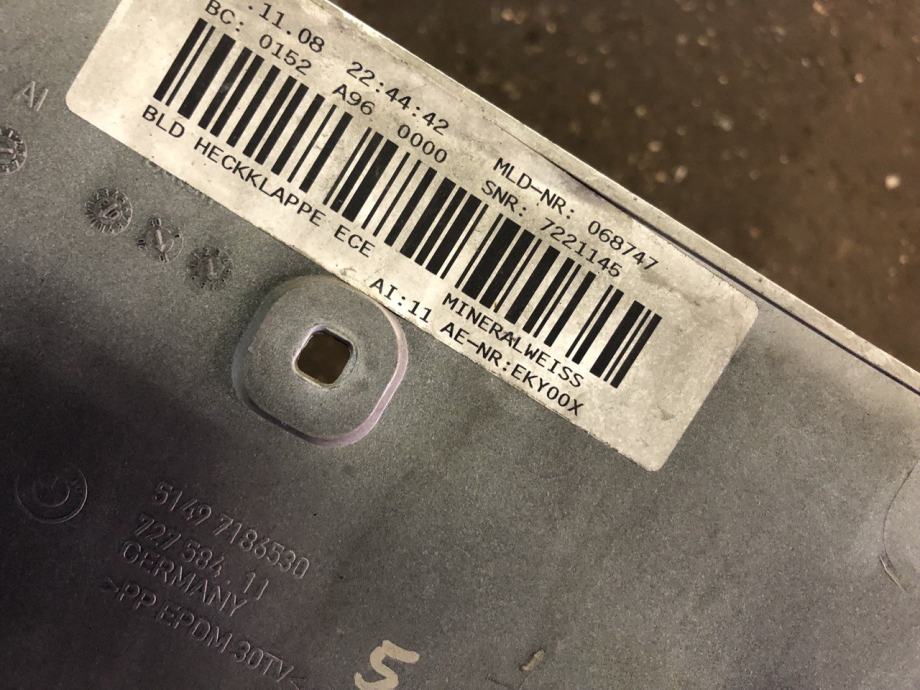 .11.08 22:44:42 MLD-NR: 068747
BC: 0152 A96 0000 SNR: 7221145
BLD HECKKLAPPE ECE MINERALWEISS
AI:11 AE-NR:EKY00X
AI
5149 7186530
727 584. 11
GERMANY
>PP-EPDM-30TV<
5